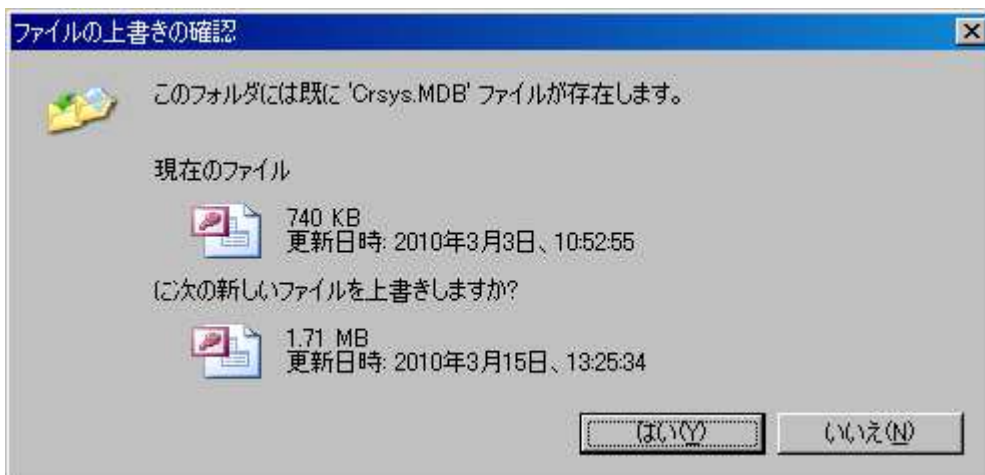 ファイルの上書きの確認
このフォルダには既に 'Crsys.MDB' ファイルが存在します。
現在のファイル
740 KB
更新日時: 2010年3月3日、10:52:55
に次の新しいファイルを上書きしますか?
1.71 MB
更新日時: 2010年3月15日、13:25:34
はい(Y) いいえ(N)